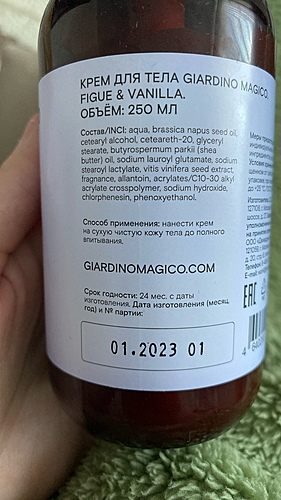 КРЕМ ДЛЯ ТЕЛА GIARDINO MAGICO.
FIGUE & VANILLA.
ОБЪЁМ: 250 МЛ
Состав/INCI: aqua, brassica napus seed oil,
cetearyl alcohol, ceteareth-20, glyceryl
stearate, butyrospermum parkii (shea
butter) oil, sodium lauroyl glutamate, sodium
stearoyl lactylate, vitis vinifera seed extract,
fragrance, allantoin, acrylates/C10-30 alkyl
acrylate crosspolymer, sodium hydroxide,
chlorphenesin, phenoxyethanol.
Способ применения: нанести крем
на сухую чистую кожу тела до полного
впитывания.
GIARDINOMAGICO.COM
Срок годности: 24 мес. с даты
изготовления. Дата изготовления (месяц,
год) и № партии:
01.2023 01
EAC